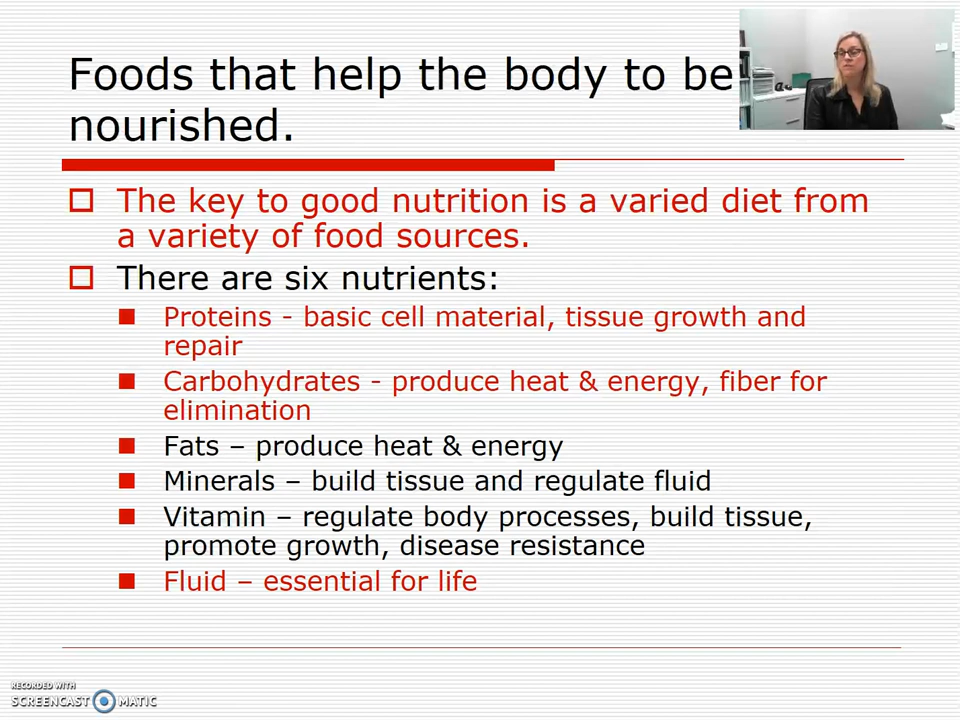 Foods that help the body to be
nourished.
The key to good nutrition is a varied diet from
a variety of food sources.
There are six nutrients:
Proteins - basic cell material, tissue growth and
repair
Carbohydrates - produce heat & energy, fiber for
elimination
Fats – produce heat & energy
Minerals – build tissue and regulate fluid
Vitamin – regulate body processes, build tissue,
promote growth, disease resistance
Fluid – essential for life
RECORDED WITH
SCREENCAST MATIC